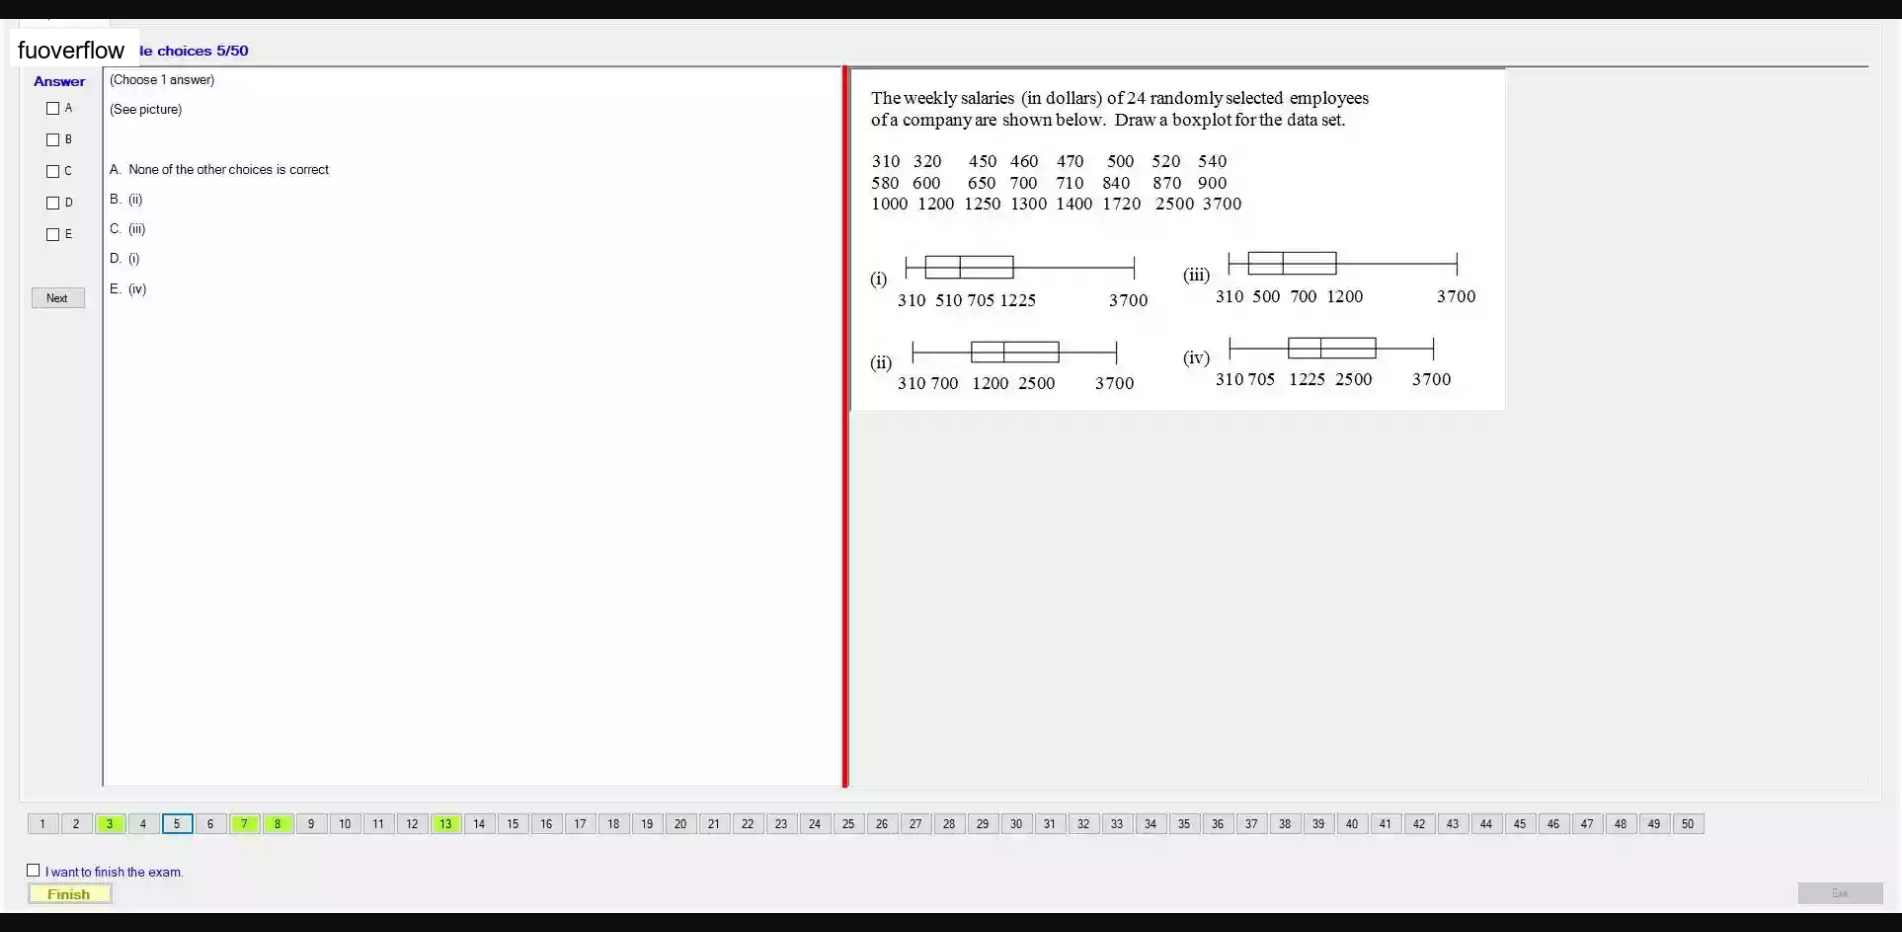 fuoverflow
le choices 5/50
Answer
A
B
C
D
E
Next
(Choose 1 answer)
(See picture)
A. None of the other choices is correct
B. (ii)
C. (iii)
D. (i)
E. (iv)
The weekly salaries (in dollars) of 24 randomly selected employees
of a company are shown below. Draw a boxplot for the data set.
310 320 450 460 470 500 520 540
580 600 650 700 710 840 870 900
1000 1200 1250 1300 1400 1720 2500 3700
(i)
310 510 705 1225 3700
(iii)
310 500 700 1200 3700
(ii)
310 700 1200 2500 3700
(iv)
310 705 1225 2500 3700
1 2 3 4 5 6 7 8 9 10 11 12 13 14 15 16 17 18 19 20 21 22 23 24 25 26 27 28 29 30 31 32 33 34 35 36 37 38 39 40 41 42 43 44 45 46 47 48 49 50
I want to finish the exam.
Finish